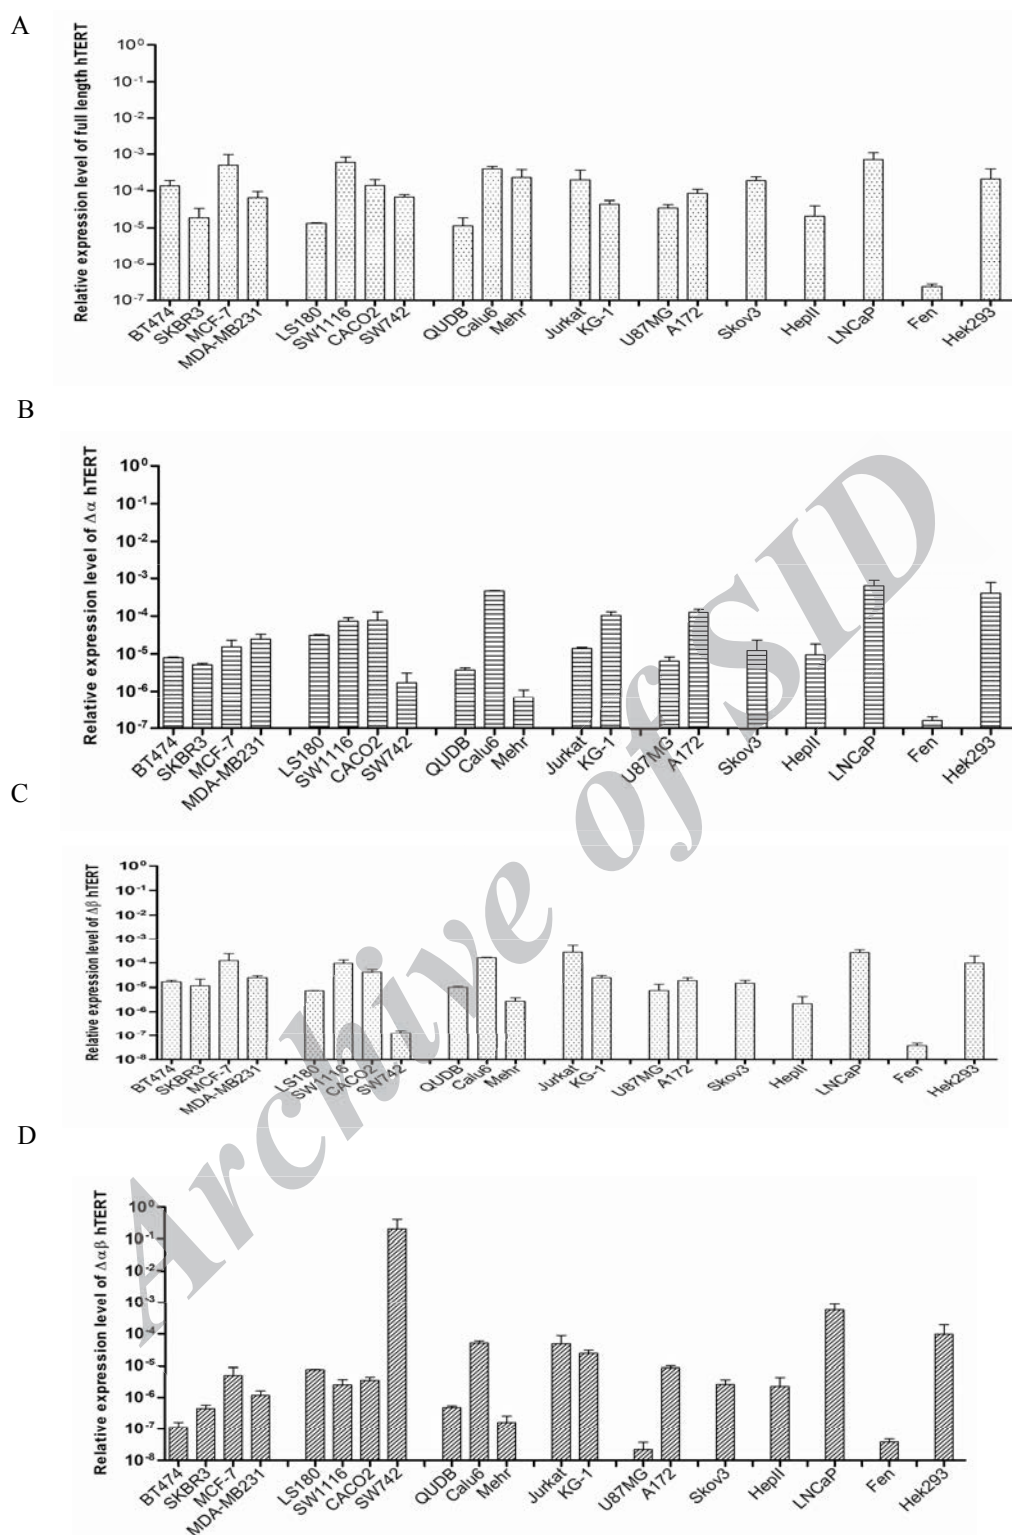 A
Relative expression level of full length hTERT
10⁰
10⁻¹
10⁻²
10⁻³
10⁻⁴
10⁻⁵
10⁻⁶
10⁻⁷
BT474
SKBR3
MCF-7
MDA-MB231
LS180
SW1116
CACO2
SW742
QUDB
Calu6
Mehr
Jurkat
KG-1
U87MG
A172
Skov3
HepII
LNCaP
Fen
Hek293
B
Relative expression level of Δα hTERT
10⁰
10⁻¹
10⁻²
10⁻³
10⁻⁴
10⁻⁵
10⁻⁶
10⁻⁷
BT474
SKBR3
MCF-7
MDA-MB231
LS180
SW1116
CACO2
SW742
QUDB
Calu6
Mehr
Jurkat
KG-1
U87MG
A172
Skov3
HepII
LNCaP
Fen
Hek293
C
Relative expression level of Δβ hTERT
10⁰
10⁻¹
10⁻²
10⁻³
10⁻⁴
10⁻⁵
10⁻⁶
10⁻⁷
10⁻⁸
BT474
SKBR3
MCF-7
MDA-MB231
LS180
SW1116
CACO2
SW742
QUDB
Calu6
Mehr
Jurkat
KG-1
U87MG
A172
Skov3
HepII
LNCaP
Fen
Hek293
D
Relative expression level of Δαβ hTERT
10⁰
10⁻¹
10⁻²
10⁻³
10⁻⁴
10⁻⁵
10⁻⁶
10⁻⁷
10⁻⁸
BT474
SKBR3
MCF-7
MDA-MB231
LS180
SW1116
CACO2
SW742
QUDB
Calu6
Mehr
Jurkat
KG-1
U87MG
A172
Skov3
HepII
LNCaP
Fen
Hek293
Archive of SID